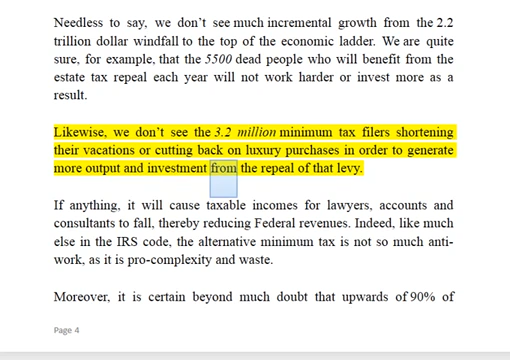 Needless to say, we don’t see much incremental growth from the 2.2
trillion dollar windfall to the top of the economic ladder. We are quite
sure, for example, that the 5500 dead people who will benefit from the
estate tax repeal each year will not work harder or invest more as a
result.
Likewise, we don’t see the 3.2 million minimum tax filers shortening
their vacations or cutting back on luxury purchases in order to generate
more output and investment from the repeal of that levy.
If anything, it will cause taxable incomes for lawyers, accounts and
consultants to fall, thereby reducing Federal revenues. Indeed, like much
else in the IRS code, the alternative minimum tax is not so much anti-
work, as it is pro-complexity and waste.
Moreover, it is certain beyond much doubt that upwards of 90% of
Page 4